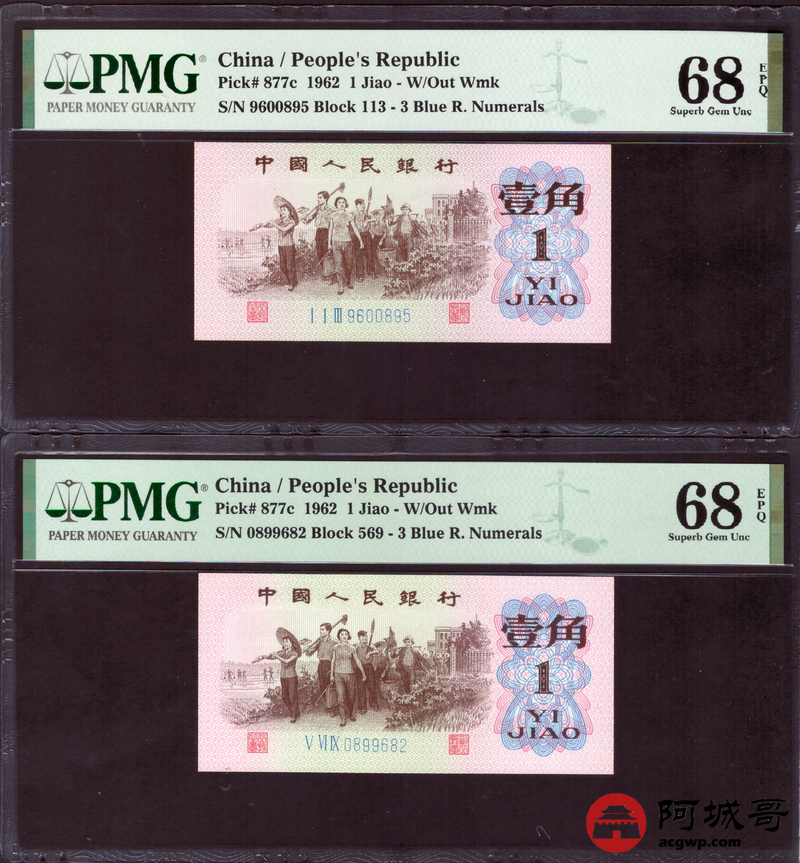 PMG®
PAPER MONEY GUARANTY
China / People's Republic
Pick# 877c 1962 1 Jiao - W/Out Wmk
S/N 9600895 Block 113 - 3 Blue R. Numerals
68
EPQ
Superb Gem Unc
中國人民銀行
壹角
1
YI
JIAO
I I III 9600895
PMG®
PAPER MONEY GUARANTY
China / People's Republic
Pick# 877c 1962 1 Jiao - W/Out Wmk
S/N 0899682 Block 569 - 3 Blue R. Numerals
68
EPQ
Superb Gem Unc
中國人民銀行
壹角
1
YI
JIAO
V VI IX 0899682
阿城哥
acgwp.com